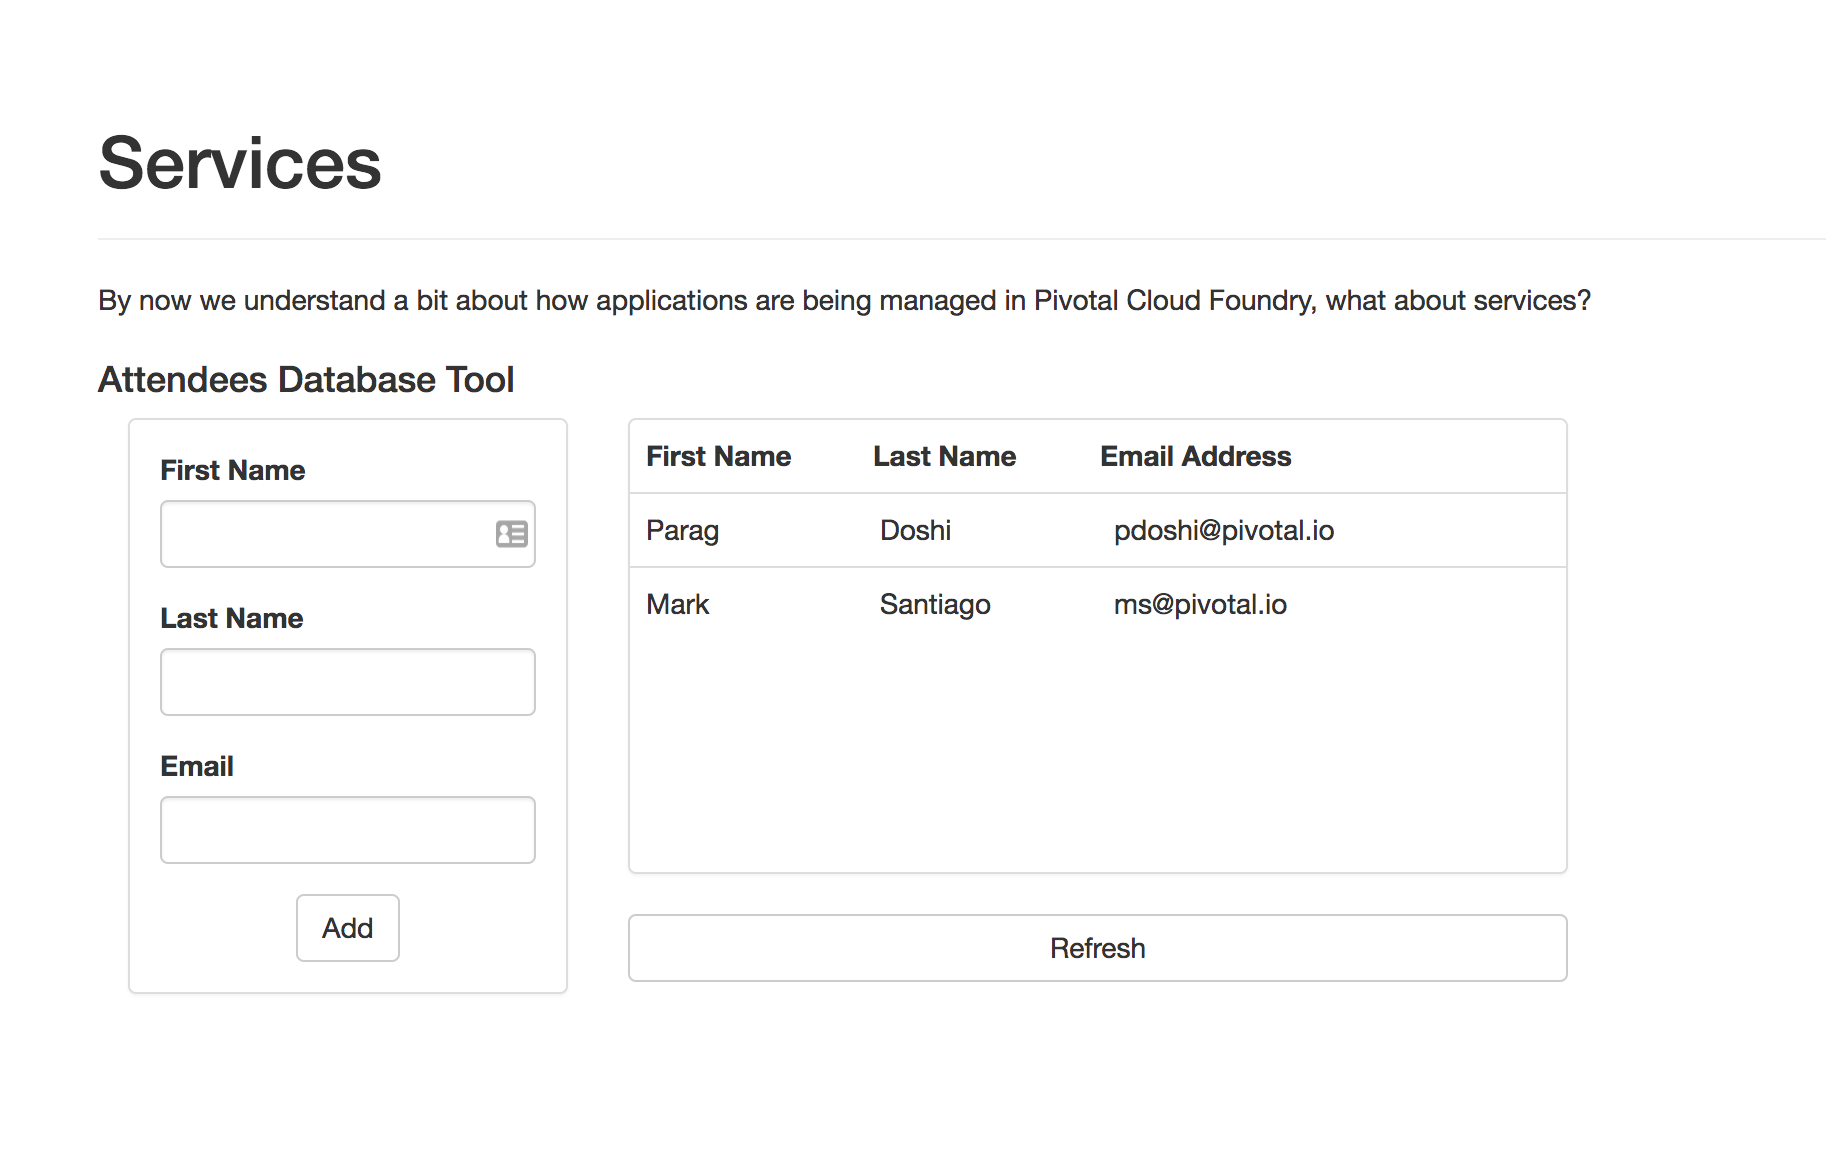 Services
By now we understand a bit about how applications are being managed in Pivotal Cloud Foundry, what about services?
Attendees Database Tool
First Name
Last Name
Email
Add
First Name Last Name Email Address
Parag Doshi pdoshi@pivotal.io
Mark Santiago ms@pivotal.io
Refresh